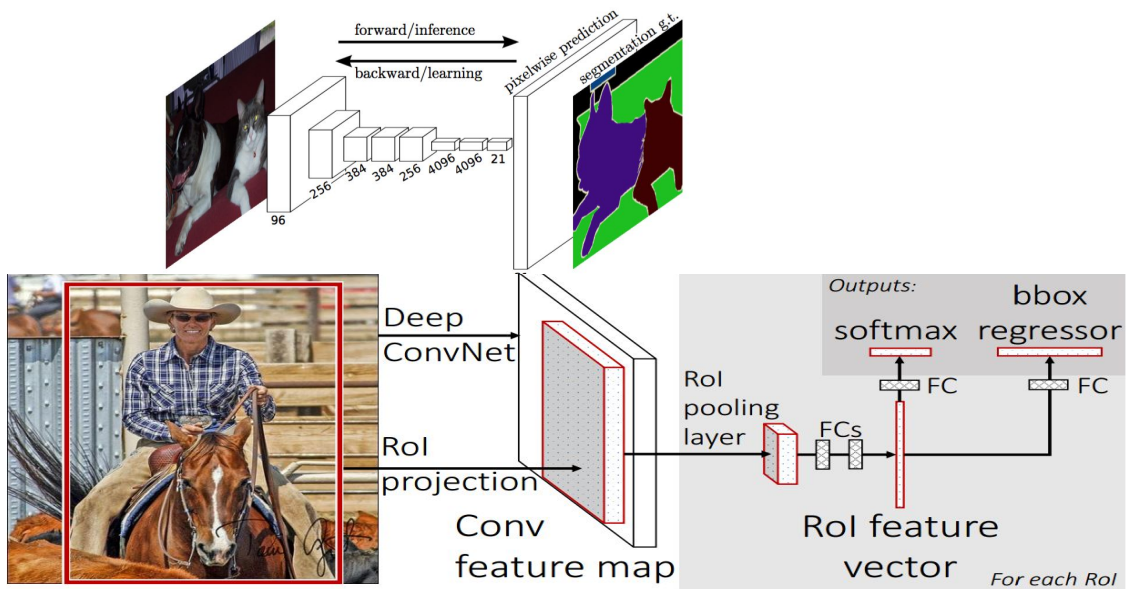 forward/inference
backward/learning
pixelwise prediction
segmentation g.t.
96
256
384
384
256
4096
4096
21
Deep
ConvNet
RoI
projection
Conv
feature map
RoI
pooling
layer
FCs
RoI feature
vector
Outputs:
softmax
bbox
regressor
FC
FC
For each RoI